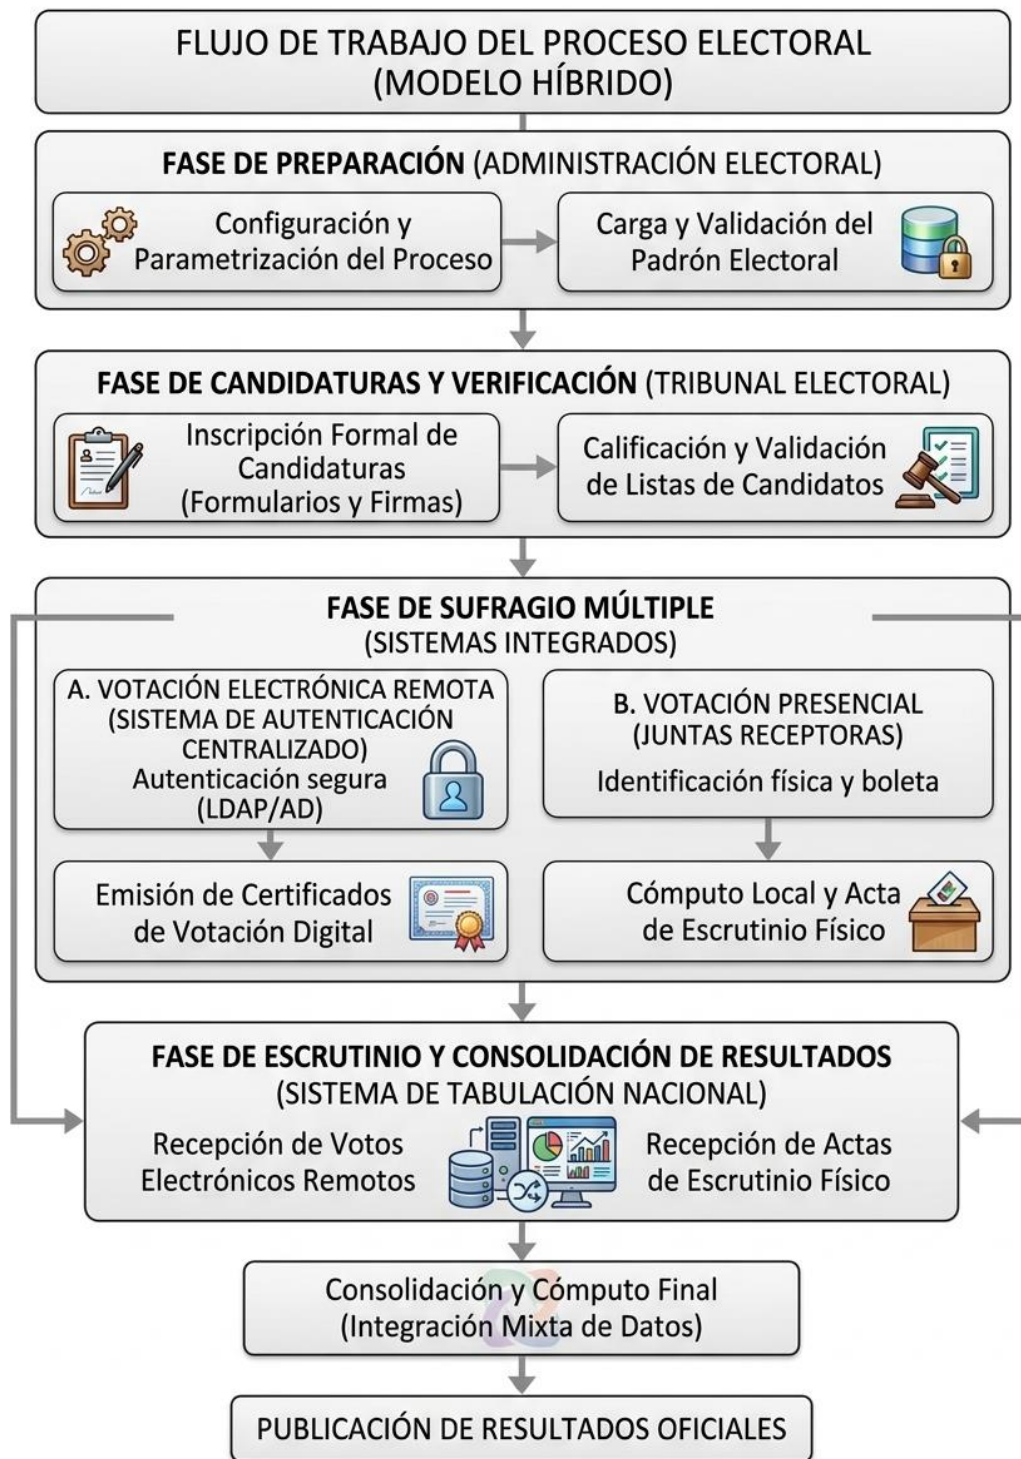 FLUJO DE TRABAJO DEL PROCESO ELECTORAL
(MODELO HÍBRIDO)
FASE DE PREPARACIÓN (ADMINISTRACIÓN ELECTORAL)
Configuración y
Parametrización del Proceso
Carga y Validación del
Padrón Electoral
FASE DE CANDIDATURAS Y VERIFICACIÓN (TRIBUNAL ELECTORAL)
Inscripción Formal de
Candidaturas
(Formularios y Firmas)
Calificación y Validación
de Listas de Candidatos
FASE DE SUFRAGIO MÚLTIPLE
(SISTEMAS INTEGRADOS)
A. VOTACIÓN ELECTRÓNICA REMOTA
(SISTEMA DE AUTENTICACIÓN
CENTRALIZADO)
Autenticación segura
(LDAP/AD)
Emisión de Certificados
de Votación Digital
B. VOTACIÓN PRESENCIAL
(JUNTAS RECEPTORAS)
Identificación física y boleta
Cómputo Local y Acta
de Escrutinio Físico
FASE DE ESCRUTINIO Y CONSOLIDACIÓN DE RESULTADOS
(SISTEMA DE TABULACIÓN NACIONAL)
Recepción de Votos
Electrónicos Remotos
Recepción de Actas
de Escrutinio Físico
Consolidación y Cómputo Final
(Integración Mixta de Datos)
PUBLICACIÓN DE RESULTADOS OFICIALES